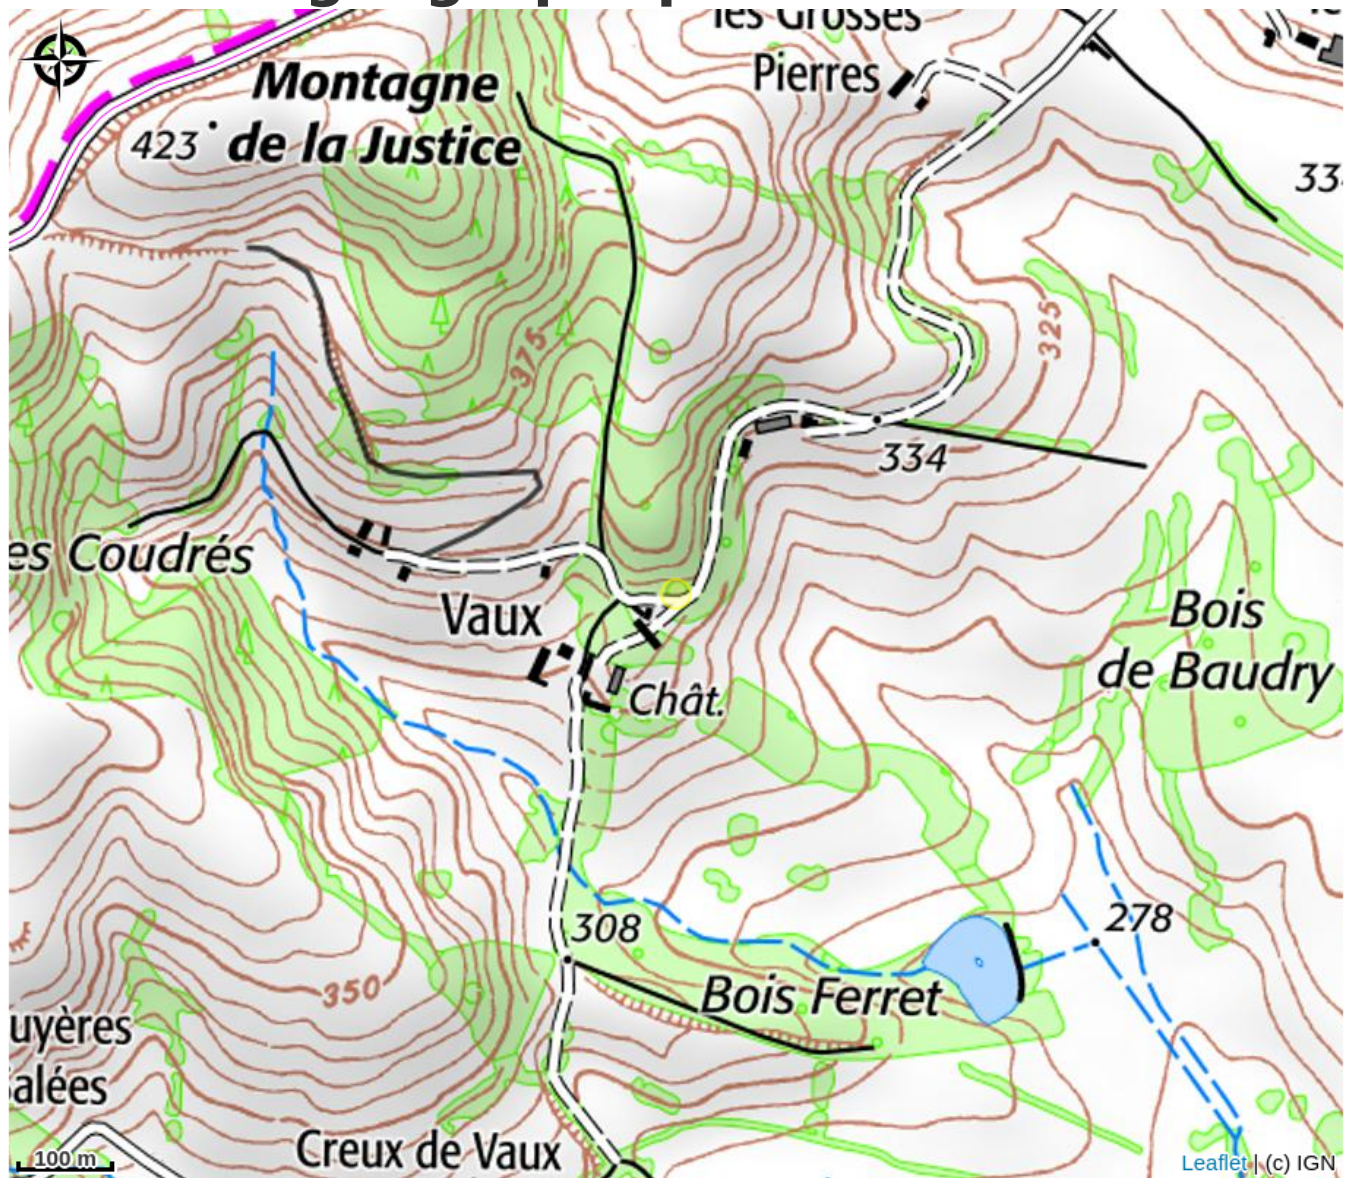 les Grosses
Pierres
Montagne
de la Justice
423
375
325
334
es Coudrés
Vaux
Chât.
Bois
de Baudry
308
278
Bois Ferret
350
uyères
alées
Creux de Vaux
100 m
Leaflet | (c) IGN